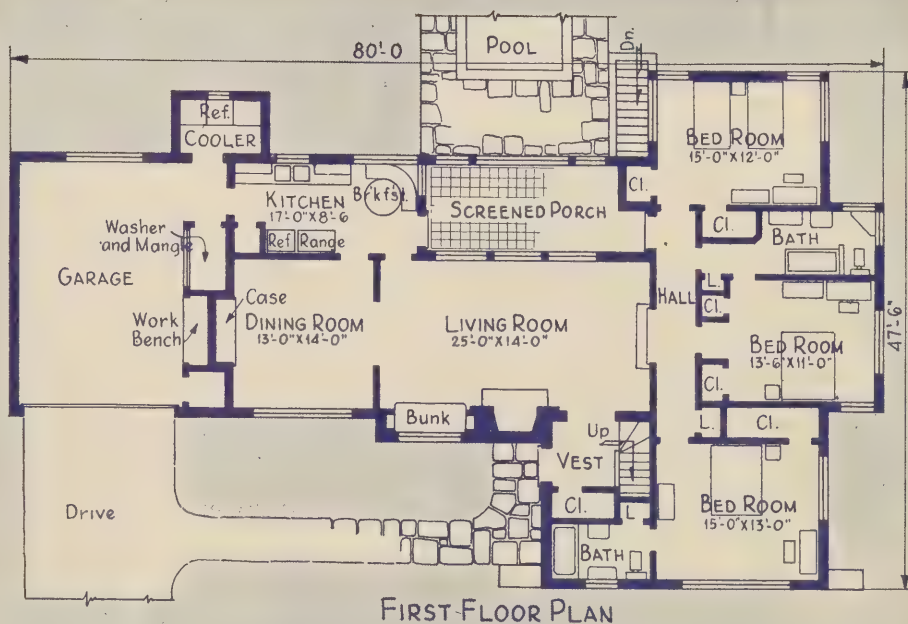 80'-0
POOL
Dn.
Ref.
COOLER
BED ROOM
15'-0"X12'-0"
Cl.
KITCHEN
17'-0"X8'-6
Brkfst.
SCREENED PORCH
Cl.
BATH
Washer
and Mangle
Ref
Range
GARAGE
Case
L.
HALL
Cl.
Work
Bench
DINING ROOM
13'-0"X14'-0"
LIVING ROOM
25'-0"X14'-0"
BED ROOM
13'-6"X11'-0"
47'-6"
Cl.
Bunk
Up
L.
Cl.
VEST
Drive
Cl.
L
BED ROOM
15'-0"X13'-0"
BATH
FIRST FLOOR PLAN